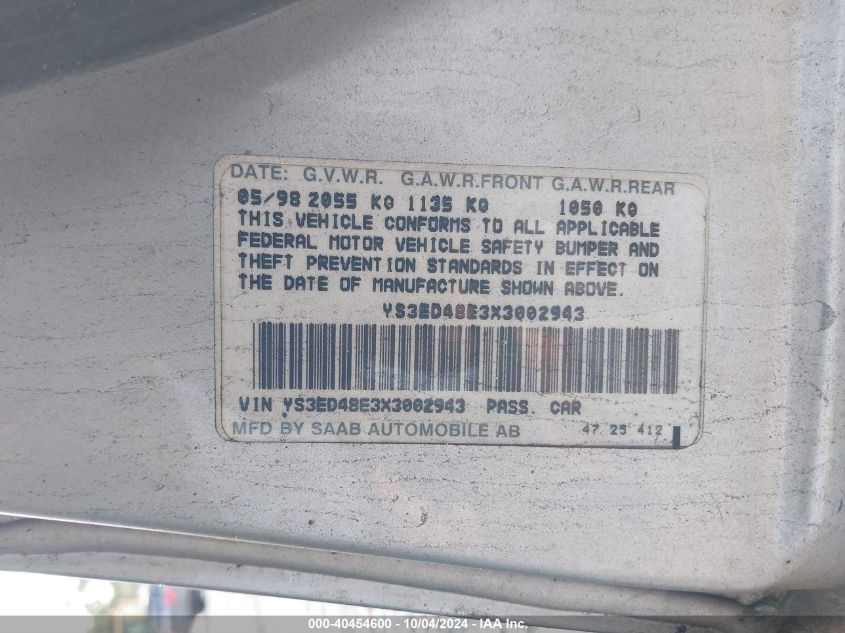 DATE: G.V.W.R. G.A.W.R.FRONT G.A.W.R.REAR
05/98 2055 KG 1135 KG 1050 KG
THIS VEHICLE CONFORMS TO ALL APPLICABLE
FEDERAL MOTOR VEHICLE SAFETY BUMPER AND
THEFT PREVENTION STANDARDS IN EFFECT ON
THE DATE OF MANUFACTURE SHOWN ABOVE.
YS3ED48E3X3002943
VIN YS3ED48E3X3002943 PASS. CAR
MFD BY SAAB AUTOMOBILE AB 47 25 412
000-40454600 - 10/04/2024 - IAA Inc.